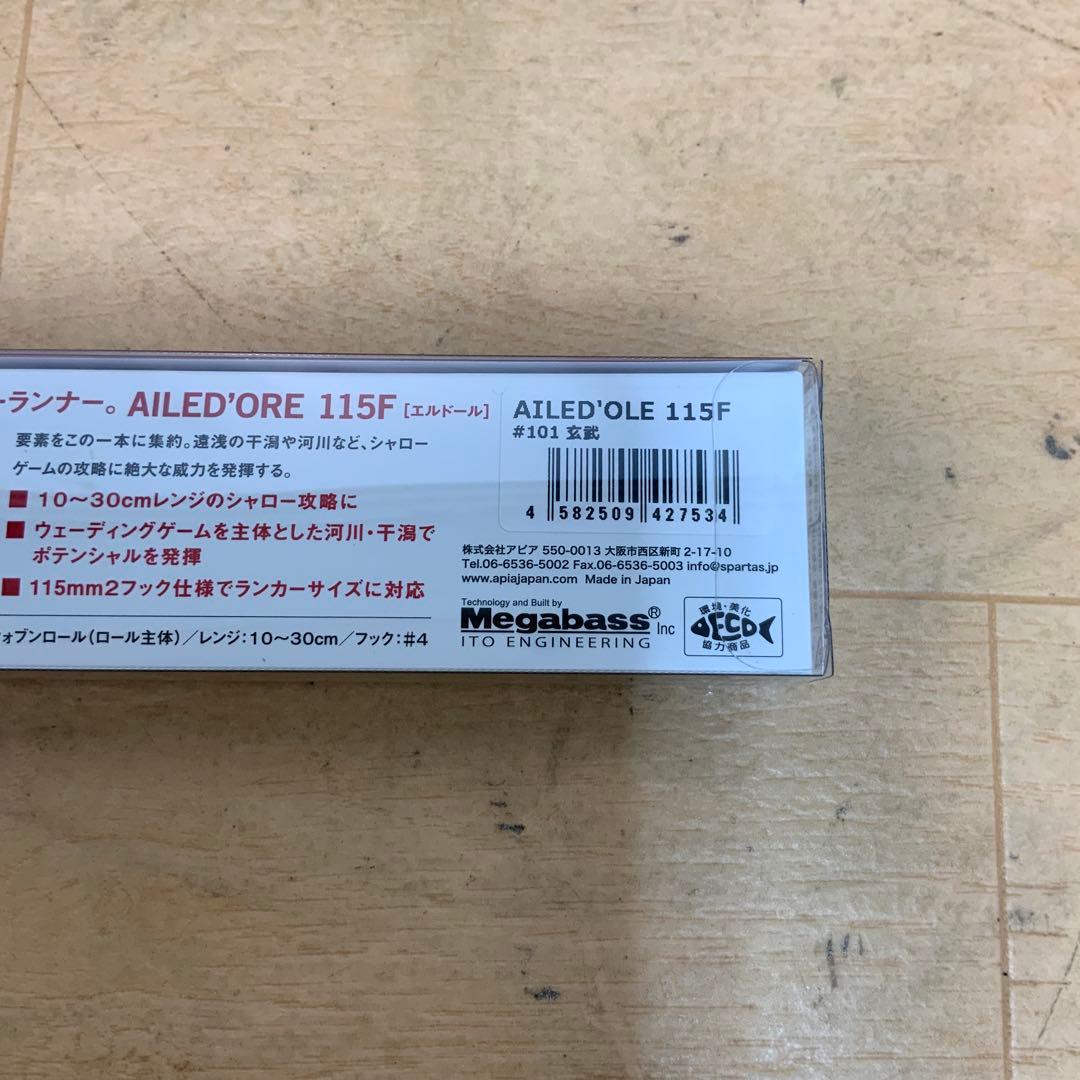 ーランナー。AILED'ORE 115F [エルドール]
要素をこの一本に集約。遠浅の干潟や河川など、シャロー
ゲームの攻略に絶大な威力を発揮する。
■ 10〜30cmレンジのシャロー攻略に
■ ウェーディングゲームを主体とした河川・干潟で
ポテンシャルを発揮
■ 115mm2フック仕様でランカーサイズに対応
ォブンロール(ロール主体)/レンジ:10〜30cm/フック:#4
AILED'OLE 115F
#101 玄武
4 582509 427534
株式会社アピア 550-0013 大阪市西区新町 2-17-10
Tel.06-6536-5002 Fax.06-6536-5003 info@spartas.jp
www.apiajapan.com Made in Japan
Technology and Built by
Megabass® Inc
ITO ENGINEERING
環境・美化
ECO
協力商品